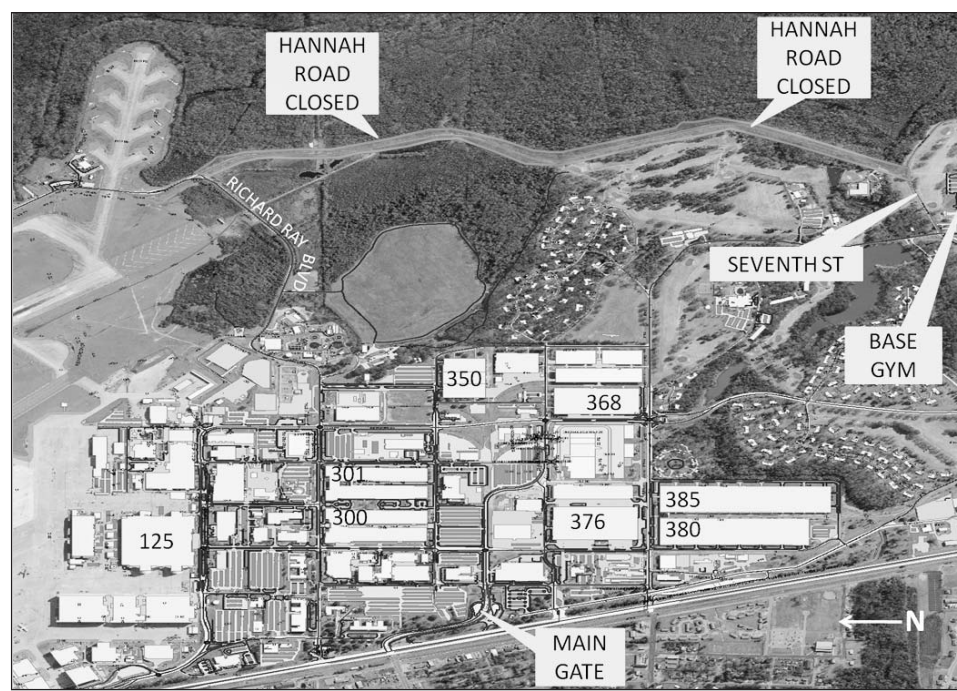 HANNAH
ROAD
CLOSED
HANNAH
ROAD
CLOSED
RICHARD RAY BLVD
SEVENTH ST
BASE
GYM
350
368
301
300
376
385
380
125
MAIN
GATE
N